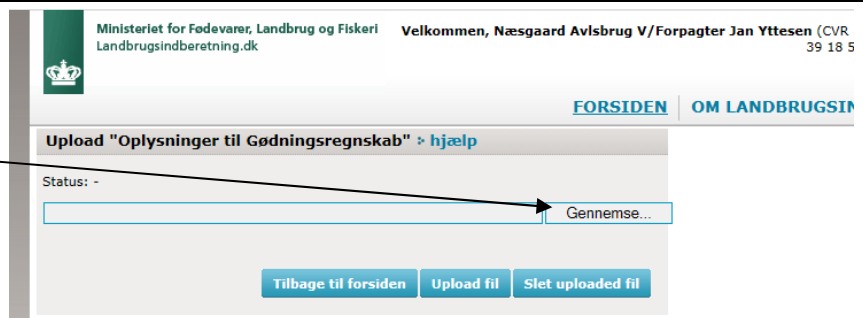 Ministeriet for Fødevarer, Landbrug og Fiskeri
Landbrugsindberetning.dk
Velkommen, Næsgaard Avlsbrug V/Forpagter Jan Yttesen (CVR
39 18 5
FORSIDEN
OM LANDBRUGSIN
Upload "Oplysninger til Gødningsregnskab" hjælp
Status: -
Gennemse...
Tilbage til forsiden Upload fil Slet uploaded fil